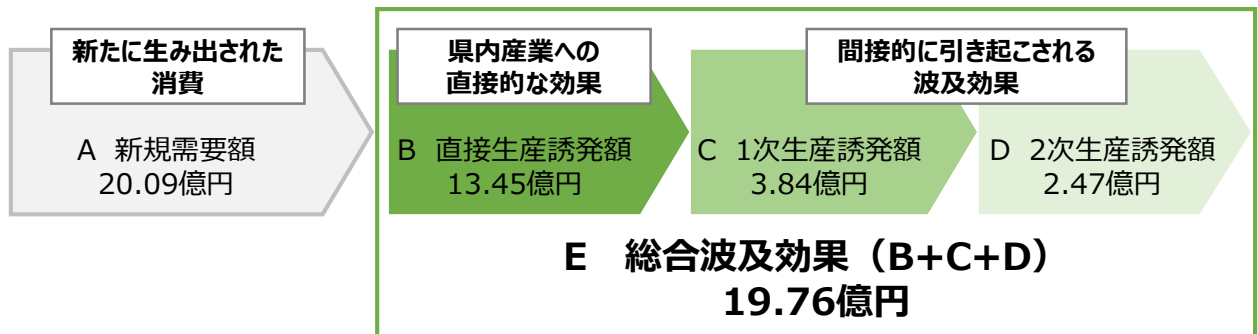 新たに生み出された
消費
A 新規需要額
20.09億円
県内産業への
直接的な効果
B 直接生産誘発額
13.45億円
間接的に引き起こされる
波及効果
C 1次生産誘発額
3.84億円
D 2次生産誘発額
2.47億円
E 総合波及効果（B+C+D）
19.76億円